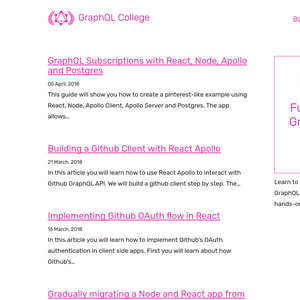 GraphQL College
GraphQL Subscriptions with React, Node, Apollo
and Postgres
05 April, 2018
This guide will show you how to create a pinterest-like example using
React, Node, Apollo Client, Apollo Server and Postgres. The app
allows…
Building a Github Client with React Apollo
21 March, 2018
In this article you will learn how to use React Apollo to interact with
Github GraphQL API. We will build a github client step by step. The…
Implementing Github OAuth flow in React
16 March, 2018
In this article you will learn how to implement Github's OAuth
authentication in client side apps. First you will learn about how
Github's…
Gradually migrating a Node and React app from
Learn to
GraphQL
hands-on